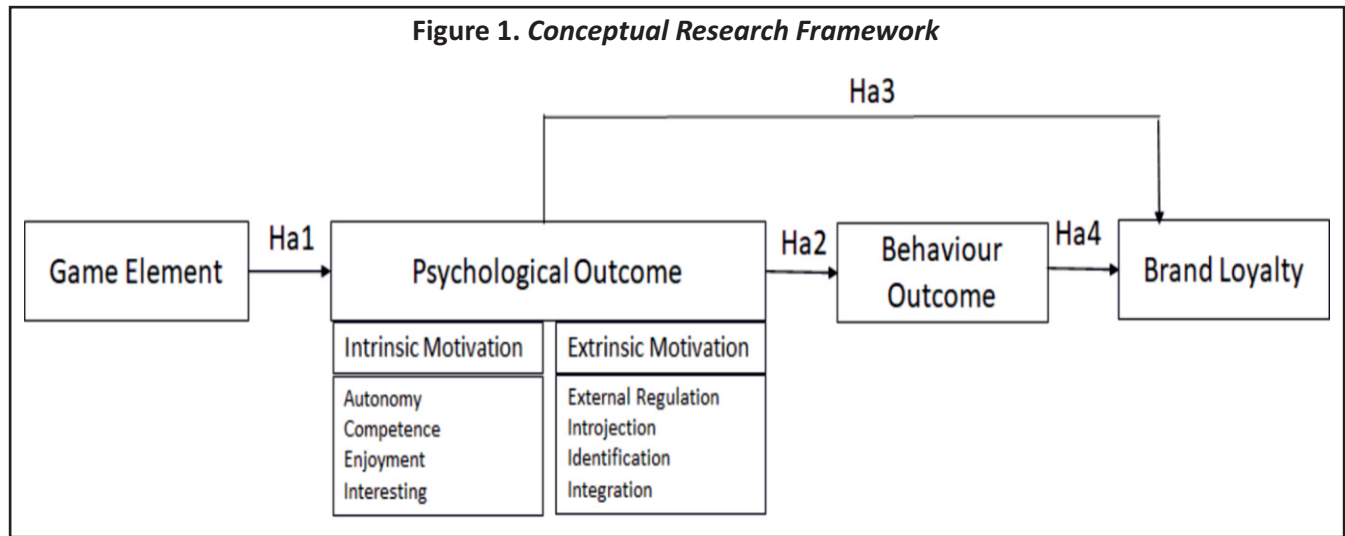 Figure 1. Conceptual Research Framework
Ha3
Game Element
Ha1
Psychological Outcome
Ha2
Behaviour
Outcome
Ha4
Brand Loyalty
Intrinsic Motivation
Extrinsic Motivation
Autonomy
Competence
Enjoyment
Interesting
External Regulation
Introjection
Identification
Integration